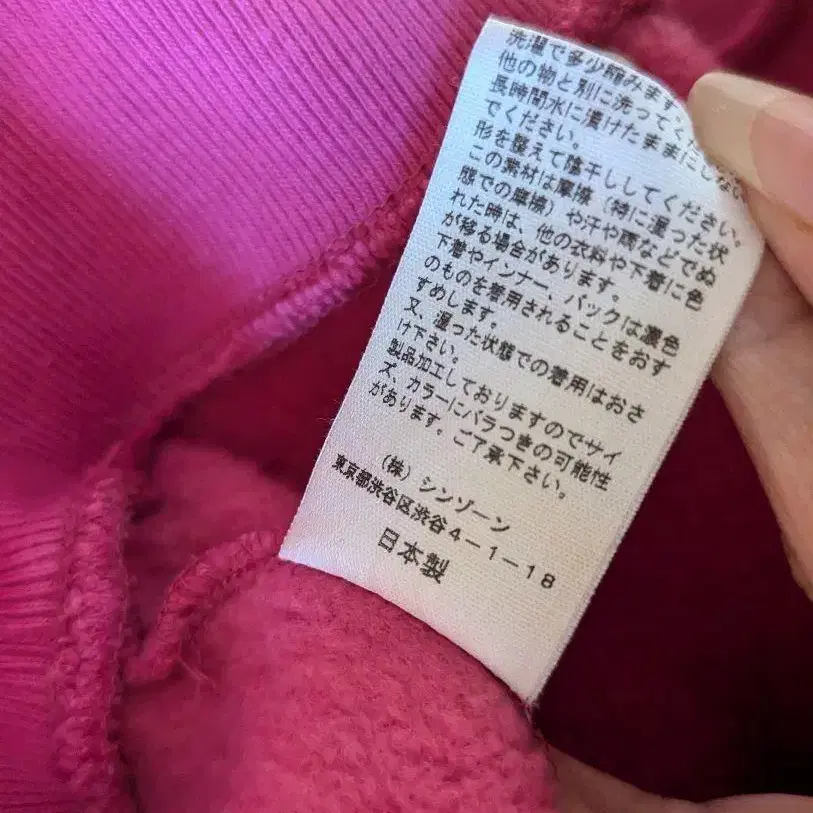 洗濯で多少縮みます。
他の物と別に洗ってくだ
長時間水に漬けたままにしない
でください。
形を整えて陰干ししてください。
この素材は摩擦（特に湿った状
態での摩擦）や汗や雨などでぬ
れた時は、他の衣料や下着に色
が移る場合があります。
下着やインナー、バックは濃色
のものを着用されることをおす
すめします。
又、湿った状態での着用はおさ
け下さい。
製品加工しておりますのでサイ
ズ、カラーにバラつきの可能性
があります。ご了承下さい。
（株）シンゾーン
東京都渋谷区渋谷４－１－１８
日本製